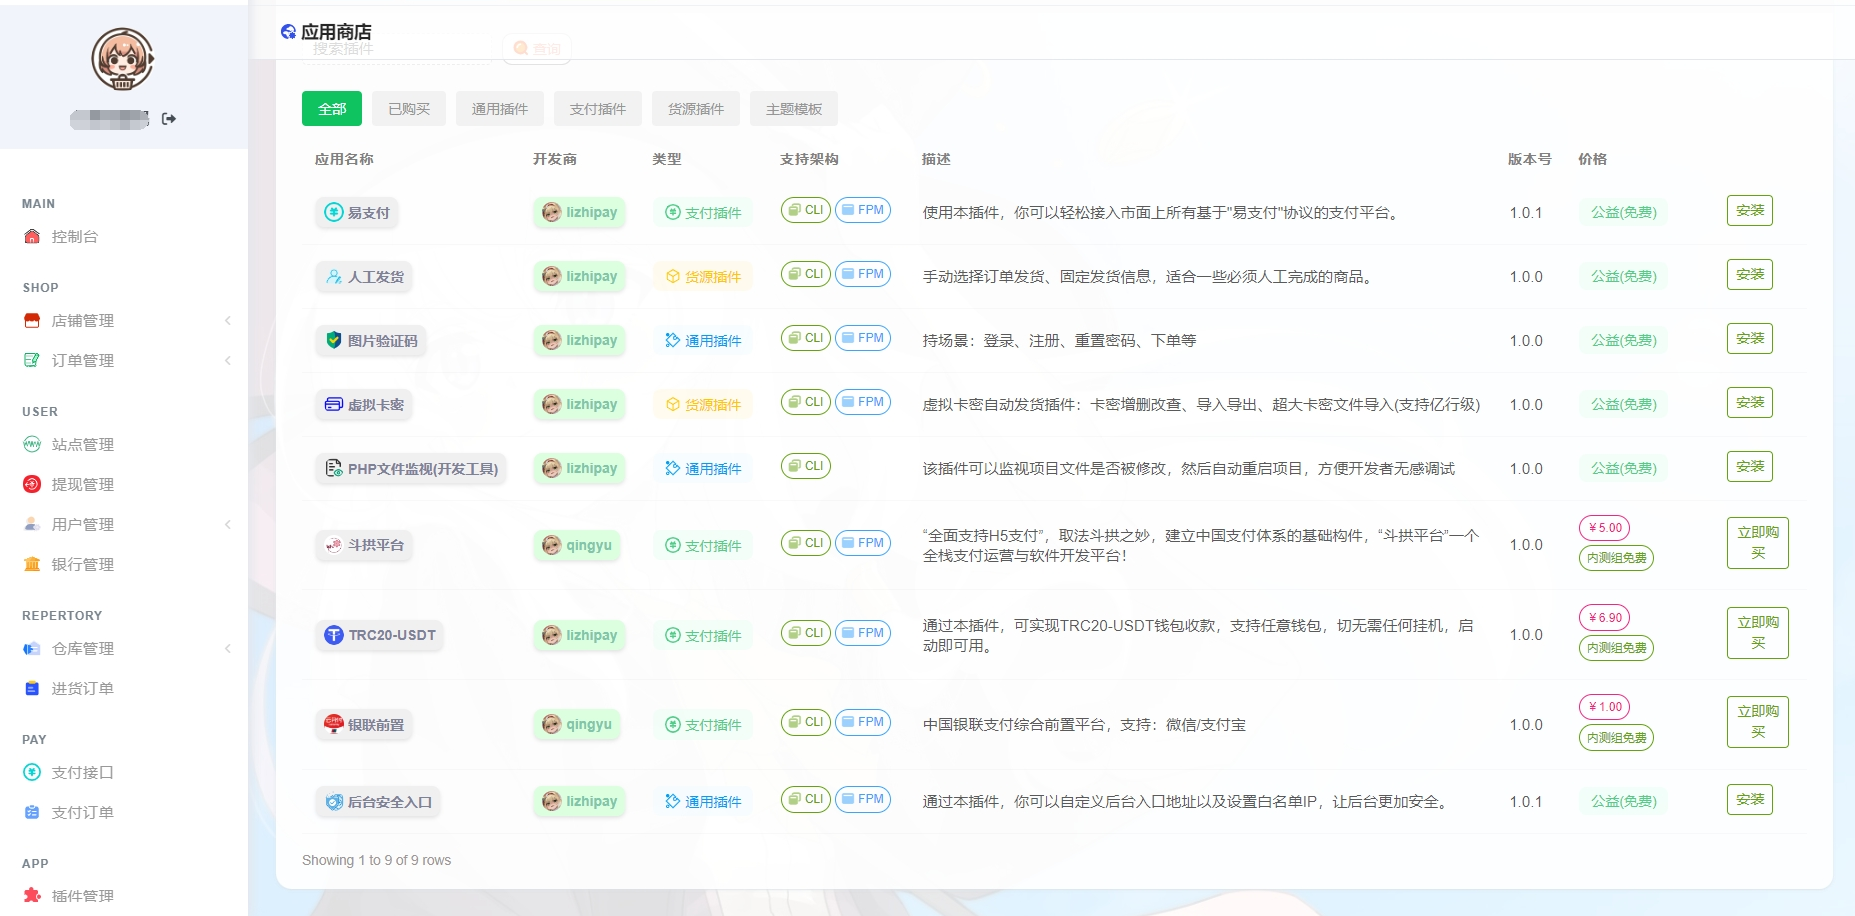 应用商店
搜索插件
查询
全部 已购买 通用插件 支付插件 货源插件 主题模板
MAIN
控制台
SHOP
店铺管理
订单管理
USER
站点管理
提现管理
用户管理
银行管理
REPERTORY
仓库管理
进货订单
PAY
支付接口
支付订单
APP
插件管理
应用名称 开发商 类型 支持架构 描述 版本号 价格
易支付 lizhipay 支付插件 CLI FPM 使用本插件，你可以轻松接入市面上所有基于"易支付"协议的支付平台。 1.0.1 公益(免费) 安装
人工发货 lizhipay 货源插件 CLI FPM 手动选择订单发货、固定发货信息，适合一些必须人工完成的商品。 1.0.0 公益(免费) 安装
图片验证码 lizhipay 通用插件 CLI FPM 持场景：登录、注册、重置密码、下单等 1.0.0 公益(免费) 安装
虚拟卡密 lizhipay 货源插件 CLI FPM 虚拟卡密自动发货插件：卡密增删改查、导入导出、超大卡密文件导入(支持亿行级) 1.0.0 公益(免费) 安装
PHP文件监视(开发工具) lizhipay 通用插件 CLI 该插件可以监视项目文件是否被修改，然后自动重启项目，方便开发者无感调试 1.0.0 公益(免费) 安装
斗拱平台 qingyu 支付插件 CLI FPM “全面支持H5支付”，取法斗拱之妙，建立中国支付体系的基础构件，“斗拱平台”一个
全栈支付运营与软件开发平台！ 1.0.0 ¥5.00
内测组免费 立即购
买
TRC20-USDT lizhipay 支付插件 CLI FPM 通过本插件，可实现TRC20-USDT钱包收款，支持任意钱包，切无需任何挂机，启
动即可用。 1.0.0 ¥6.90
内测组免费 立即购
买
银联前置 qingyu 支付插件 CLI FPM 中国银联支付综合前置平台，支持：微信/支付宝 1.0.0 ¥1.00
内测组免费 立即购
买
后台安全入口 lizhipay 通用插件 CLI FPM 通过本插件，你可以自定义后台入口地址以及设置白名单IP，让后台更加安全。 1.0.1 公益(免费) 安装
Showing 1 to 9 of 9 rows